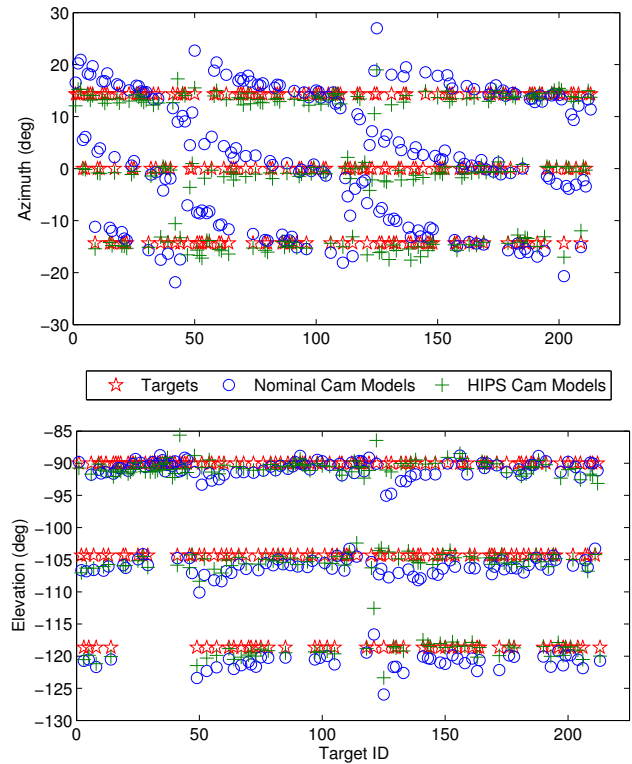 30
20
10
0
−10
−20
−30
Azimuth (deg)
0 50 100 150 200
Targets Nominal Cam Models HIPS Cam Models
−85
−90
−95
−100
−105
−110
−115
−120
−125
−130
Elevation (deg)
0 50 100 150 200
Target ID